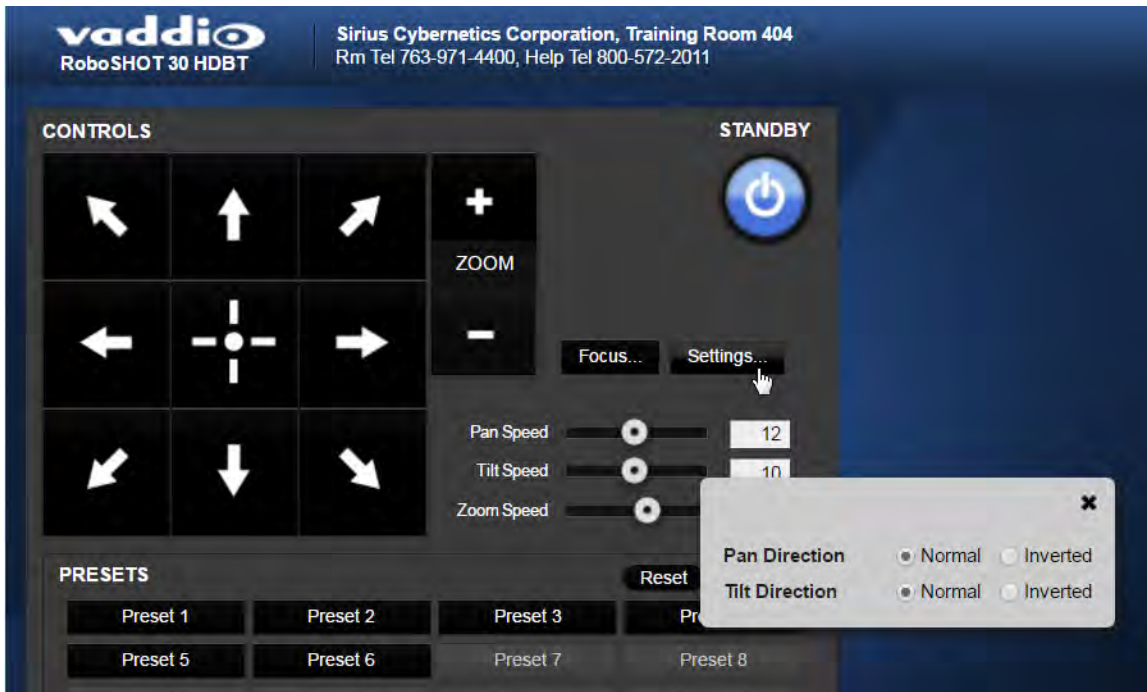 vaddio
RoboSHOT 30 HDBT
Sirius Cybernetics Corporation, Training Room 404
Rm Tel 763-971-4400, Help Tel 800-572-2011
CONTROLS
STANDBY
ZOOM
Focus...
Settings...
Pan Speed 12
Tilt Speed 10
Zoom Speed
Pan Direction Normal Inverted
Tilt Direction Normal Inverted
PRESETS
Reset
Preset 1 Preset 2 Preset 3
Preset 5 Preset 6 Preset 7 Preset 8